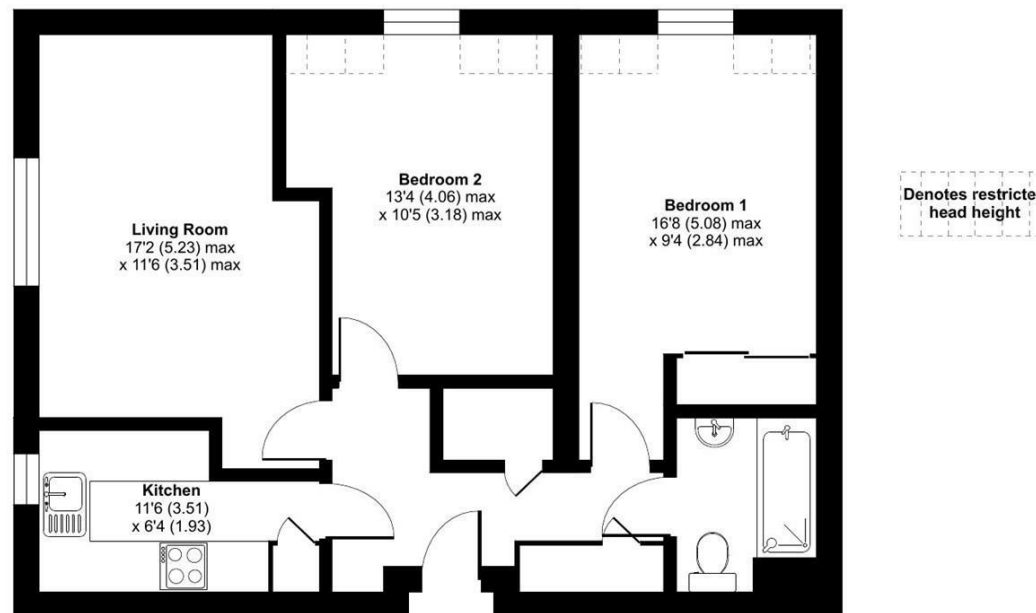 Bedroom 2
13'4 (4.06) max
x 10'5 (3.18) max
Bedroom 1
16'8 (5.08) max
x 9'4 (2.84) max
Living Room
17'2 (5.23) max
x 11'6 (3.51) max
Denotes restricte
head height
Kitchen
11'6 (3.51)
x 6'4 (1.93)